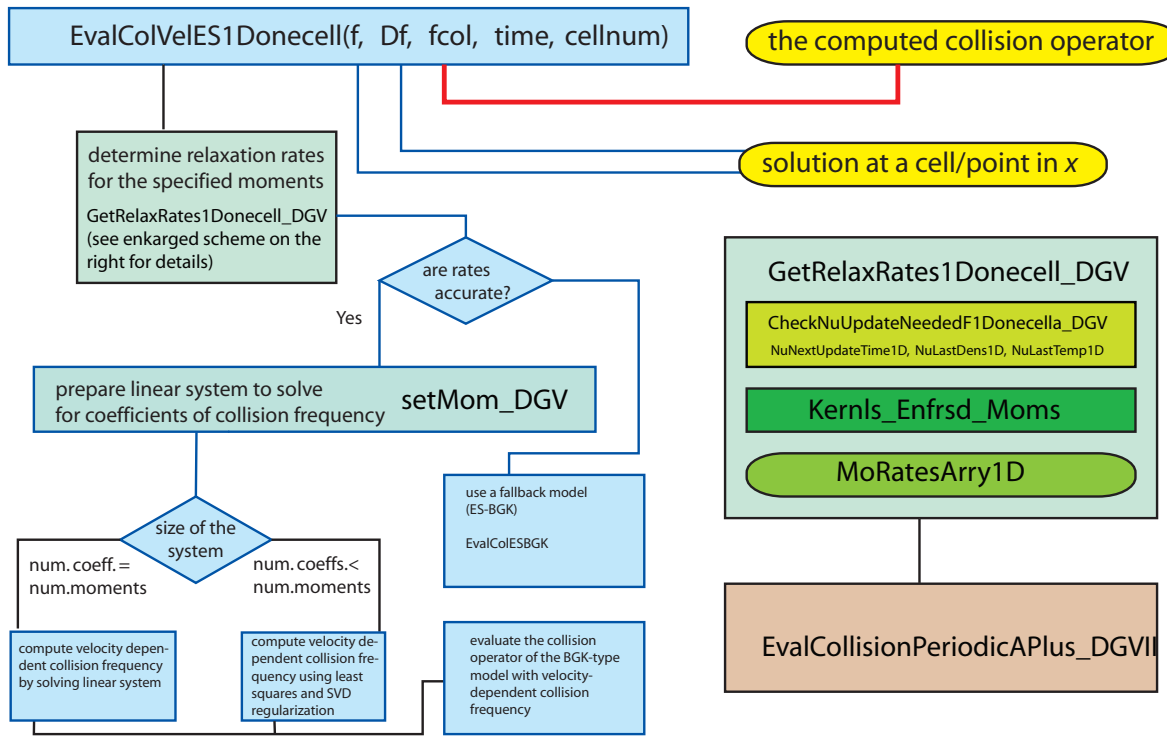 EvalColVelES1Donecell(f, Df, fcol, time, cellnum)
the computed collision operator
determine relaxation rates
for the specified moments
GetRelaxRates1Donecell_DGV
(see enkarged scheme on the
right for details)
solution at a cell/point in x
are rates
accurate?
Yes
prepare linear system to solve
for coefficients of collision frequency
setMom_DGV
size of the
system
num. coeff. =
num.moments
num. coeffs.<
num.moments
use a fallback model
(ES-BGK)
EvalColESBGK
compute velocity depen-
dent collision frequency
by solving linear system
compute velocity de-
pendent collision fre-
quency using least
squares and SVD
regularization
evaluate the collision
operator of the BGK-type
model with velocity-
dependent collision
frequency
GetRelaxRates1Donecell_DGV
CheckNuUpdateNeededF1Donecella_DGV
NuNextUpdateTime1D, NuLastDens1D, NuLastTemp1D
Kernls_Enfrsd_Moms
MoRatesArry1D
EvalCollisionPeriodicAPlus_DGVII